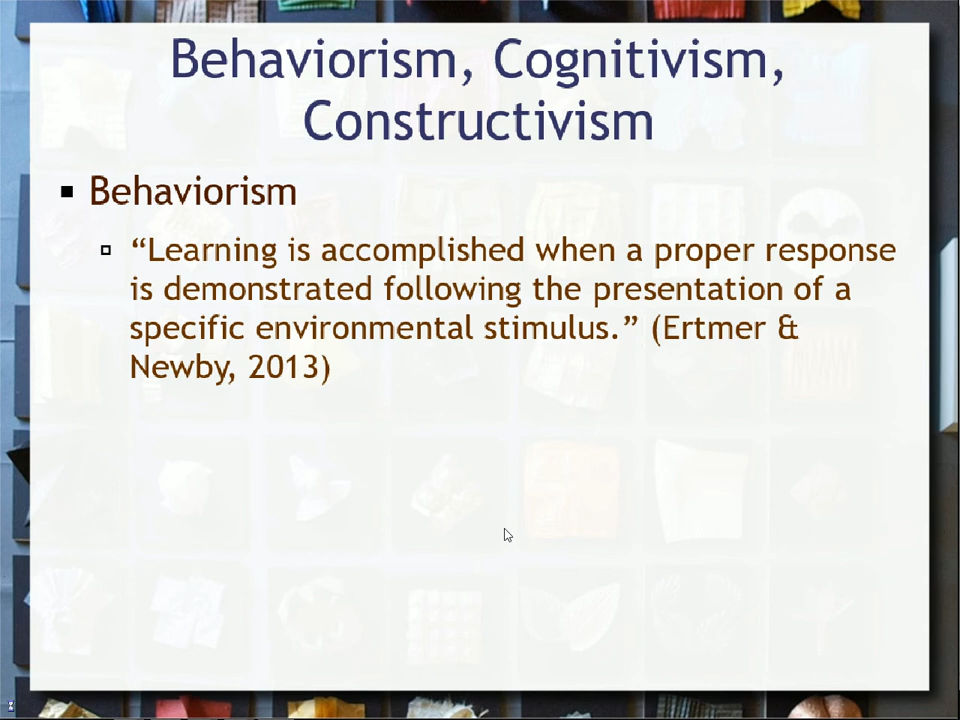 Behaviorism, Cognitivism,
Constructivism
Behaviorism
“Learning is accomplished when a proper response
is demonstrated following the presentation of a
specific environmental stimulus.” (Ertmer &
Newby, 2013)